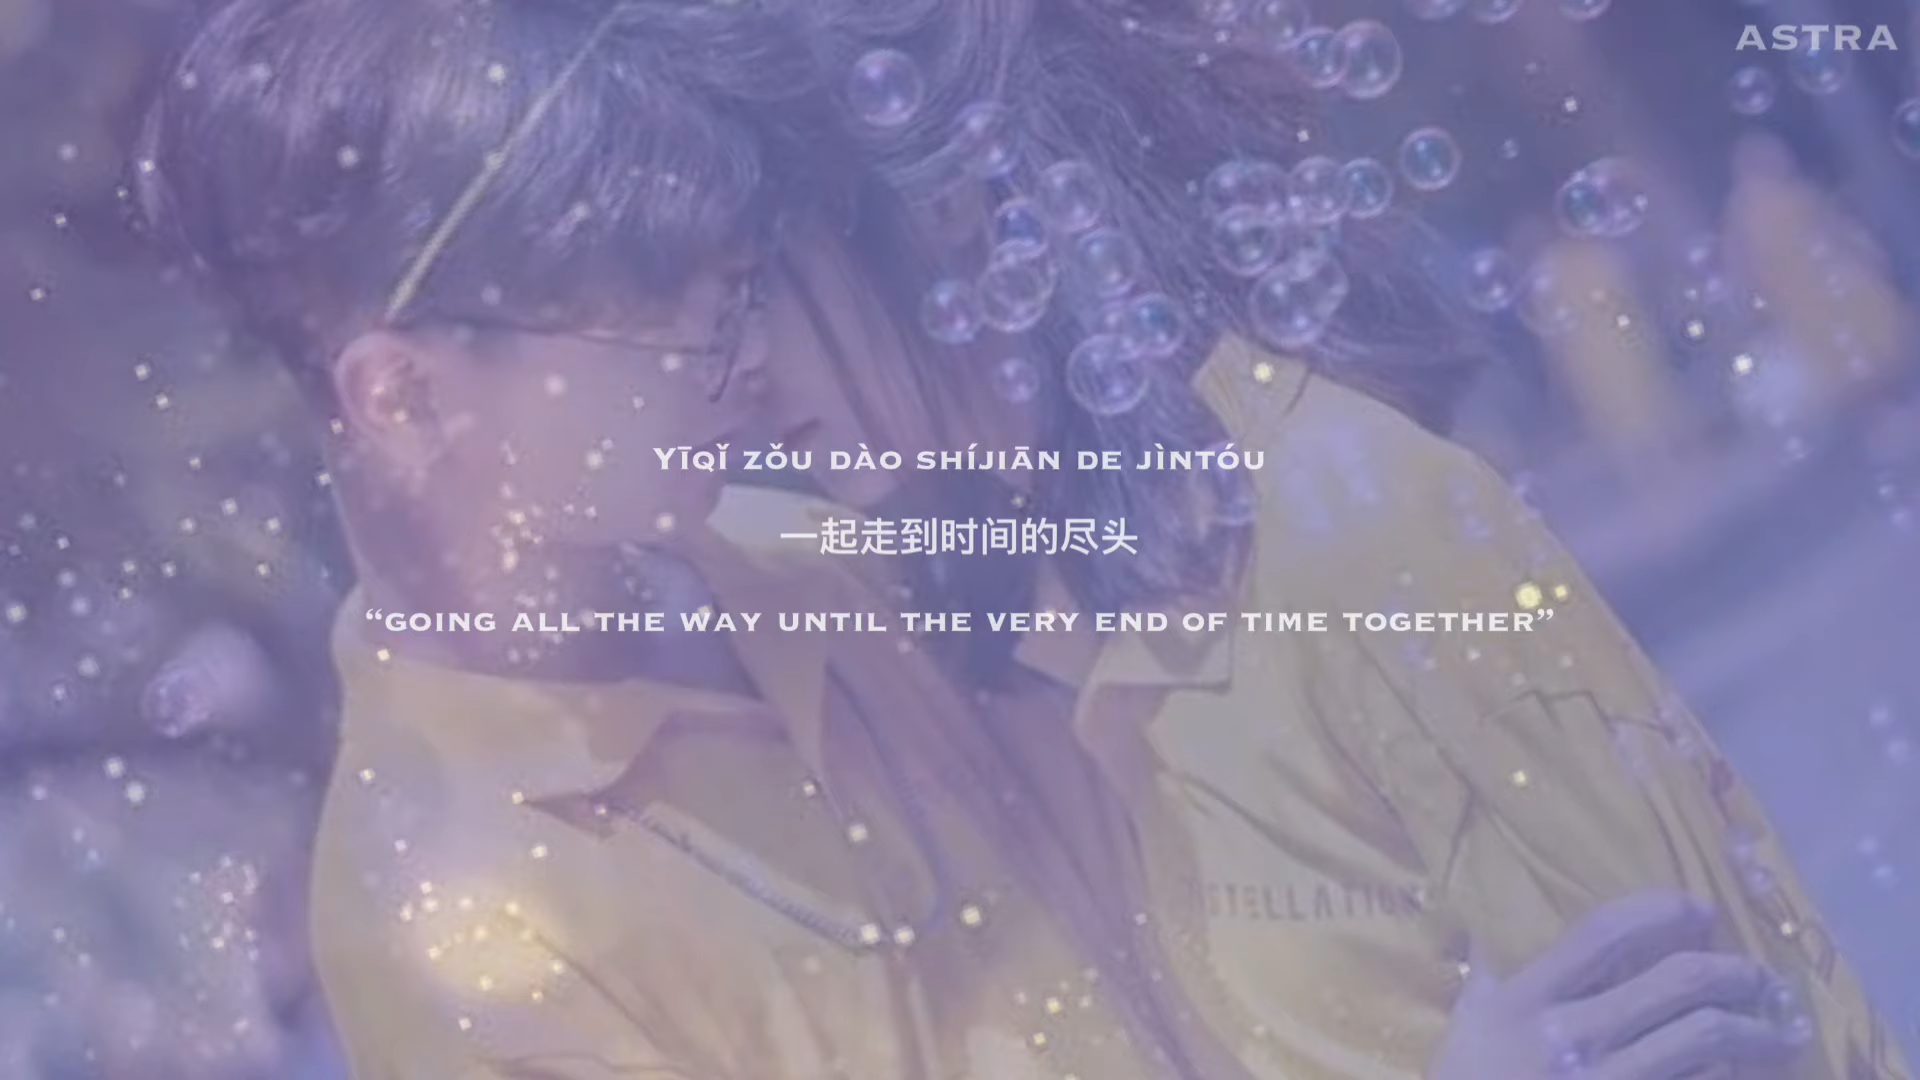 ASTRA
Yīqǐ zǒu dào shíjiān de jìntóu
一起走到时间的尽头
“going all the way until the very end of time together”
STELLATION